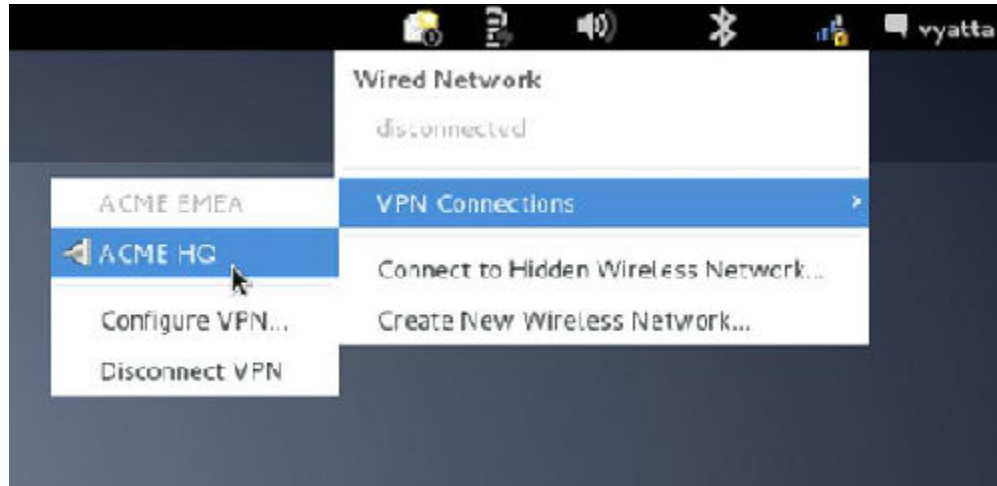 vyatta
Wired Network
disconnected
VPN Connections
Connect to Hidden Wireless Network...
Create New Wireless Network...
ACME EMEA
ACME HQ
Configure VPN...
Disconnect VPN